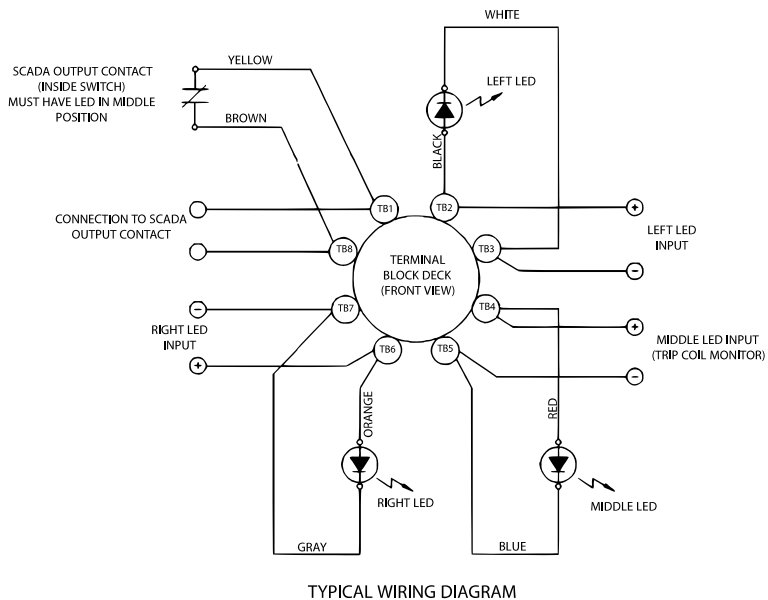 WHITE
YELLOW
SCADA OUTPUT CONTACT
(INSIDE SWITCH)
MUST HAVE LED IN MIDDLE
POSITION
LEFT LED
BROWN
BLACK
TB1
TB2
CONNECTION TO SCADA
OUTPUT CONTACT
LEFT LED
INPUT
TB8
TB3
TERMINAL
BLOCK DECK
(FRONT VIEW)
TB7
TB4
RIGHT LED
INPUT
MIDDLE LED INPUT
(TRIP COIL MONITOR)
TB6
TB5
ORANGE
RED
RIGHT LED
MIDDLE LED
GRAY
BLUE
TYPICAL WIRING DIAGRAM